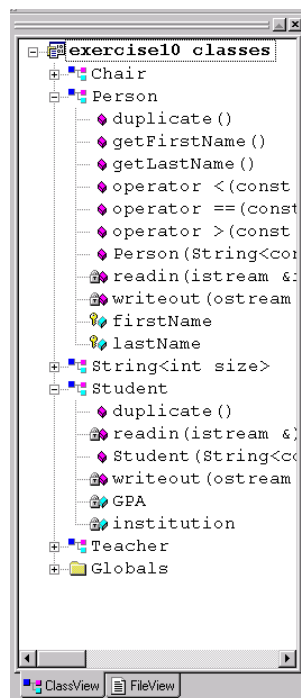 exercise10 classes
Chair
Person
duplicate()
getFirstName()
getLastName()
operator <(const
operator ==(const
operator >(const
Person(String<con
readin(istream &i
writeout(ostream
firstName
lastName
String<int size>
Student
duplicate()
readin(istream &)
Student(String<co
writeout(ostream
GPA
institution
Teacher
Globals
ClassView FileView